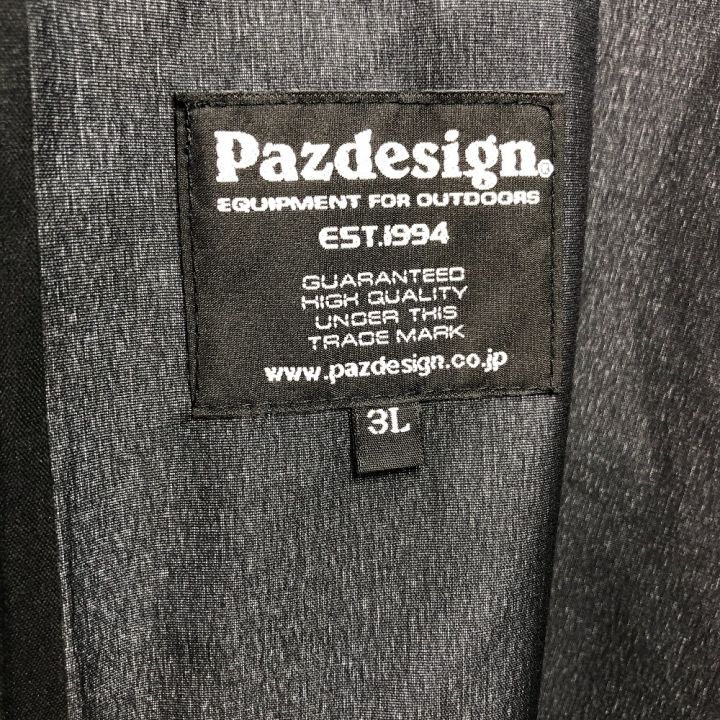 Pazdesign®
EQUIPMENT FOR OUTDOORS
EST.1994
GUARANTEED
HIGH QUALITY
UNDER THIS
TRADE MARK
www.pazdesign.co.jp
3L